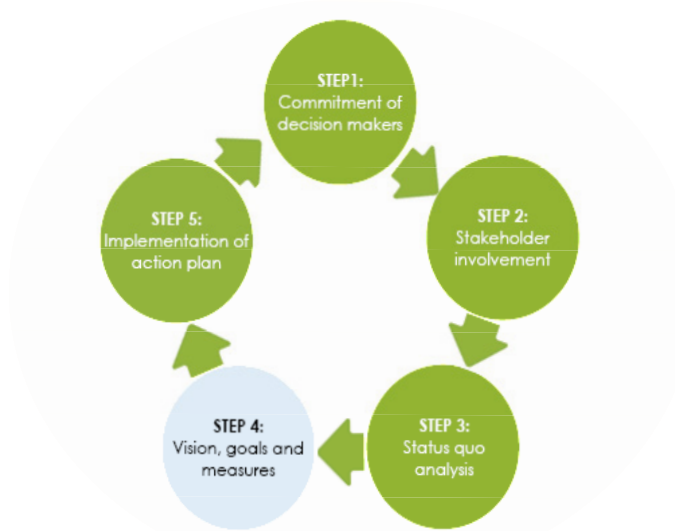 STEP1:
Commitment of
decision makers
STEP 2:
Stakeholder
involvement
STEP 3:
Status quo
analysis
STEP 4:
Vision, goals and
measures
STEP 5:
Implementation of
action plan